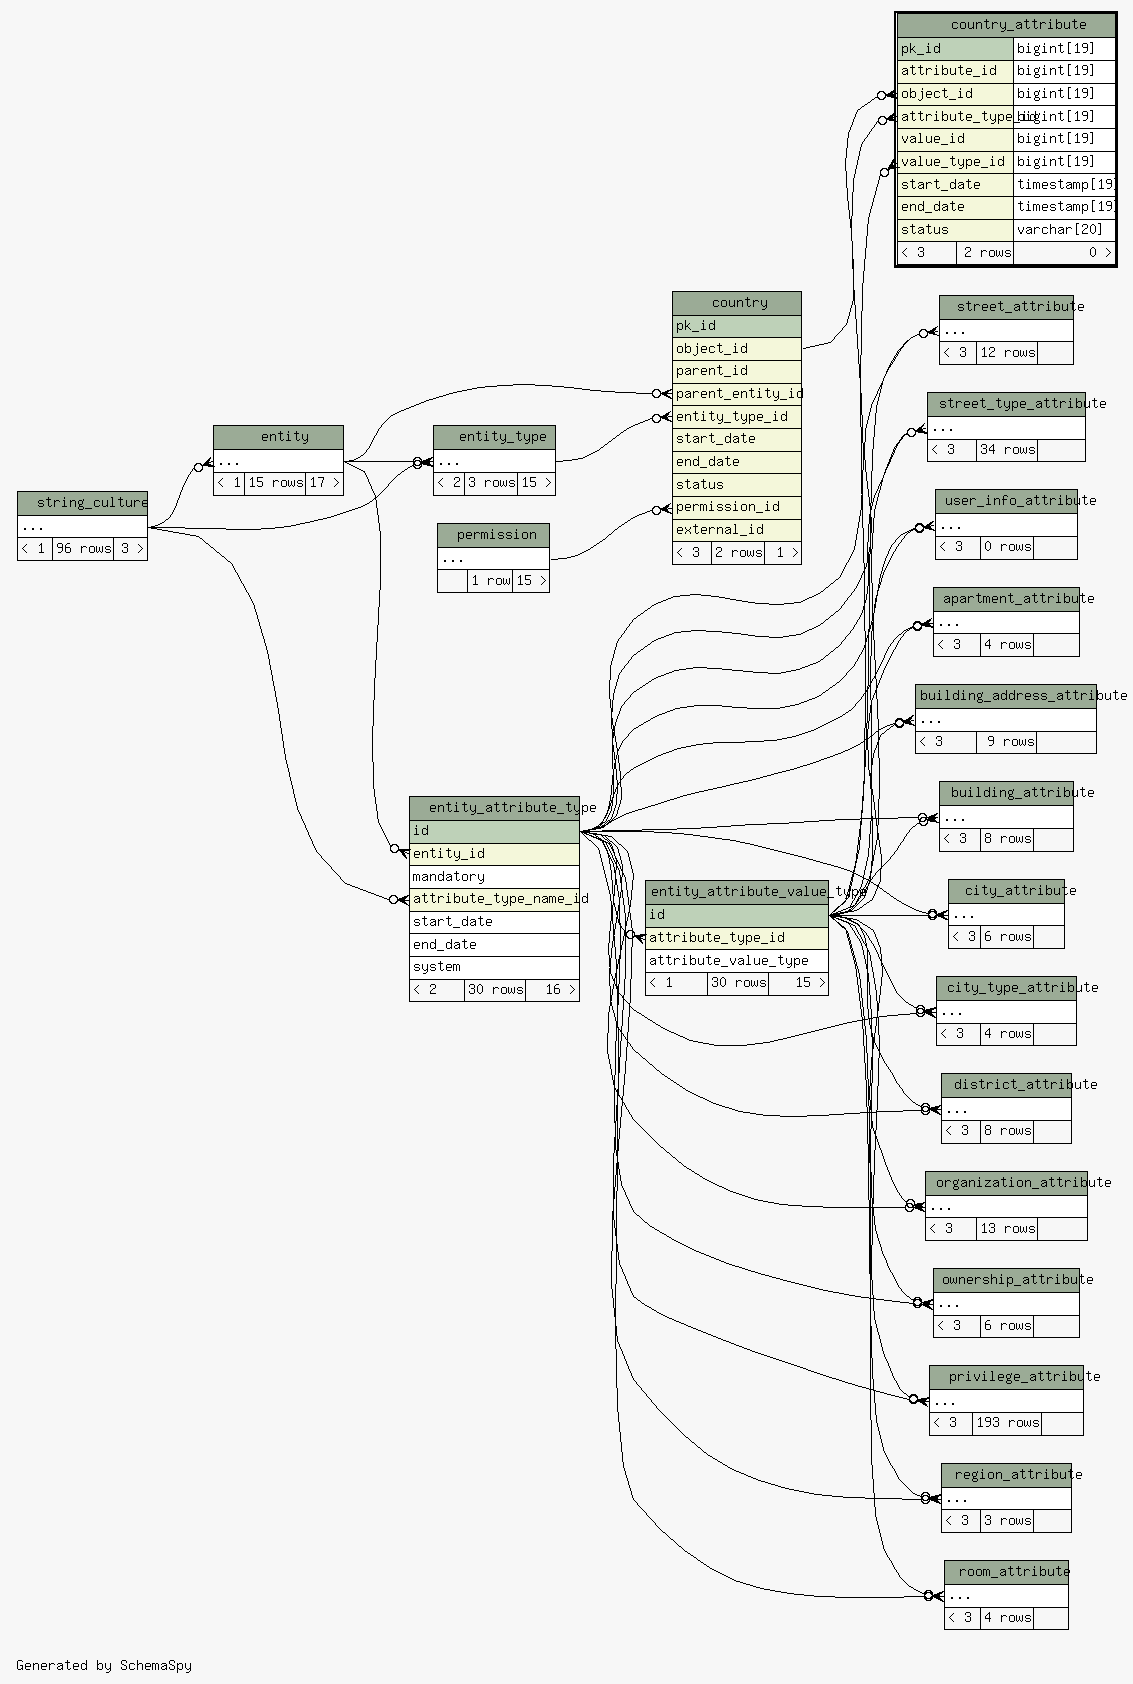 country_attribute
pk_id bigint[19]
attribute_id bigint[19]
object_id bigint[19]
attribute_type_id bigint[19]
value_id bigint[19]
value_type_id bigint[19]
start_date timestamp[19]
end_date timestamp[19]
status varchar[20]
< 3 2 rows 0 >
country
pk_id
object_id
parent_id
parent_entity_id
entity_type_id
start_date
end_date
status
permission_id
external_id
< 3 2 rows 1 >
entity
...
< 1 15 rows 17 >
entity_type
...
< 2 3 rows 15 >
string_culture
...
< 1 96 rows 3 >
permission
...
1 row 15 >
entity_attribute_type
id
entity_id
mandatory
attribute_type_name_id
start_date
end_date
system
< 2 30 rows 16 >
entity_attribute_value_type
id
attribute_type_id
attribute_value_type
< 1 30 rows 15 >
street_attribute
...
< 3 12 rows
street_type_attribute
...
< 3 34 rows
user_info_attribute
...
< 3 0 rows
apartment_attribute
...
< 3 4 rows
building_address_attribute
...
< 3 9 rows
building_attribute
...
< 3 8 rows
city_attribute
...
< 3 6 rows
city_type_attribute
...
< 3 4 rows
district_attribute
...
< 3 8 rows
organization_attribute
...
< 3 13 rows
ownership_attribute
...
< 3 6 rows
privilege_attribute
...
< 3 193 rows
region_attribute
...
< 3 3 rows
room_attribute
...
< 3 4 rows
Generated by SchemaSpy